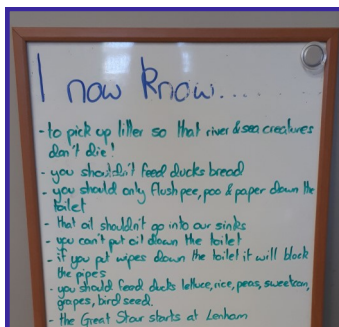 I now know.....
- to pick up litter so that river & sea creatures
don't die!
- you shouldn't feed ducks bread
- you should only flush pee, poo & paper down the
toilet
- that oil shouldn't go into our sinks
- you can't put oil down the toilet
- if you put wipes down the toilet it will block
the pipes
- you should feed ducks lettuce, rice, peas, sweetcorn,
grapes, bird seed.
- the Great Stour starts at Lenham